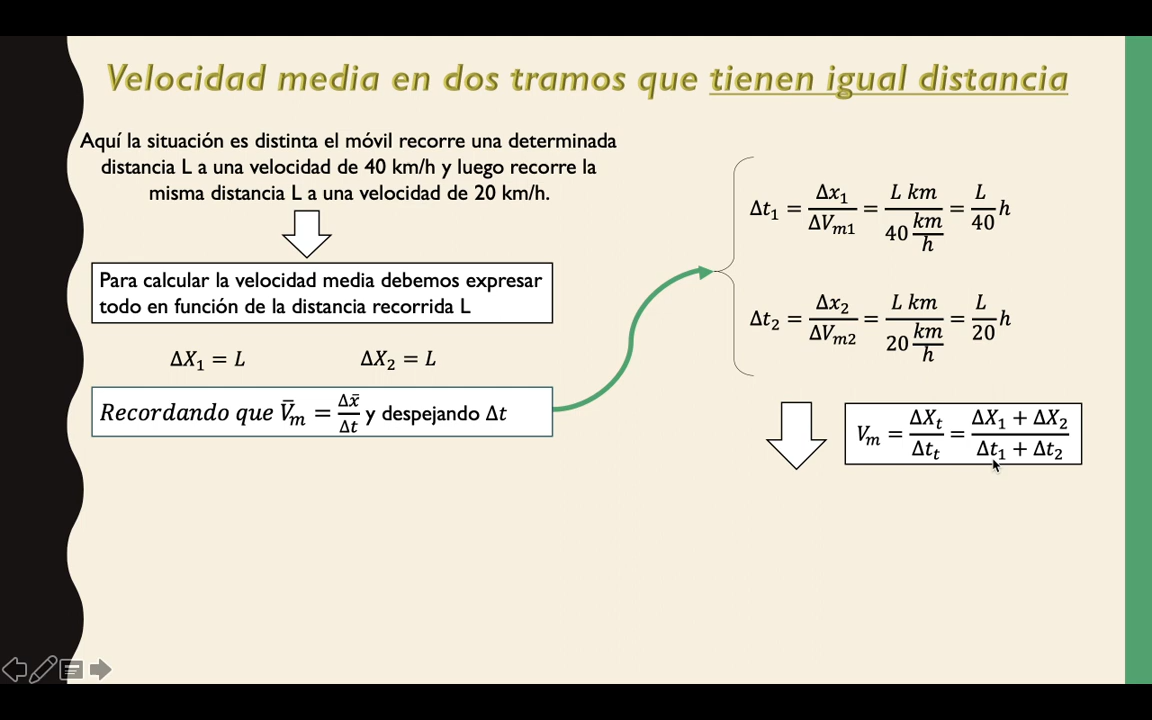 Velocidad media en dos tramos que tienen igual distancia
Aquí la situación es distinta el móvil recorre una determinada
distancia L a una velocidad de 40 km/h y luego recorre la
misma distancia L a una velocidad de 20 km/h.
Para calcular la velocidad media debemos expresar
todo en función de la distancia recorrida L
ΔX₁ = L ΔX₂ = L
Recordando que V̄ₘ = Δx̄/Δt y despejando Δt
Δt₁ = Δx₁/ΔVₘ₁ = L km/(40 km/h) = L/40 h
Δt₂ = Δx₂/ΔVₘ₂ = L km/(20 km/h) = L/20 h
Vₘ = ΔXₜ/Δtₜ = (ΔX₁ + ΔX₂)/(Δt₁ + Δt₂)